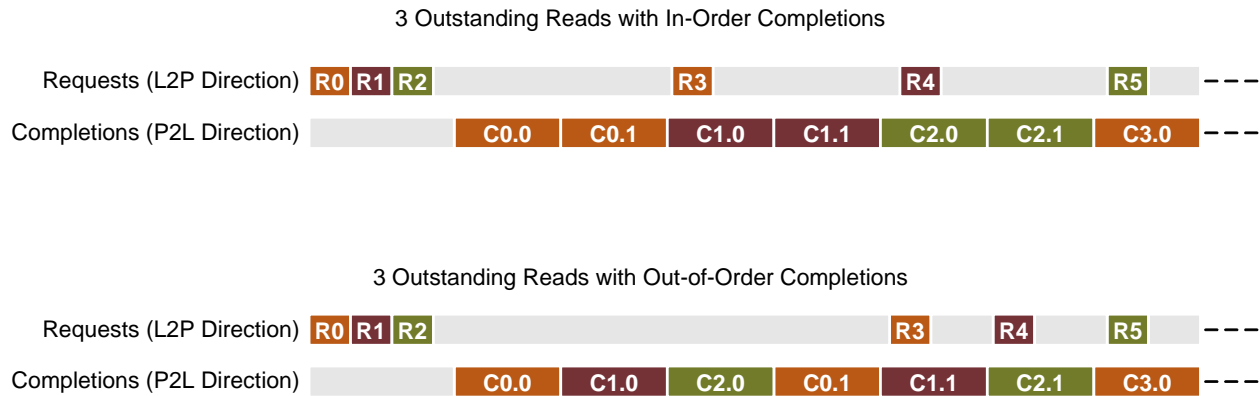 3 Outstanding Reads with In-Order Completions
Requests (L2P Direction) R0 R1 R2 R3 R4 R5
Completions (P2L Direction) C0.0 C0.1 C1.0 C1.1 C2.0 C2.1 C3.0
3 Outstanding Reads with Out-of-Order Completions
Requests (L2P Direction) R0 R1 R2 R3 R4 R5
Completions (P2L Direction) C0.0 C1.0 C2.0 C0.1 C1.1 C2.1 C3.0